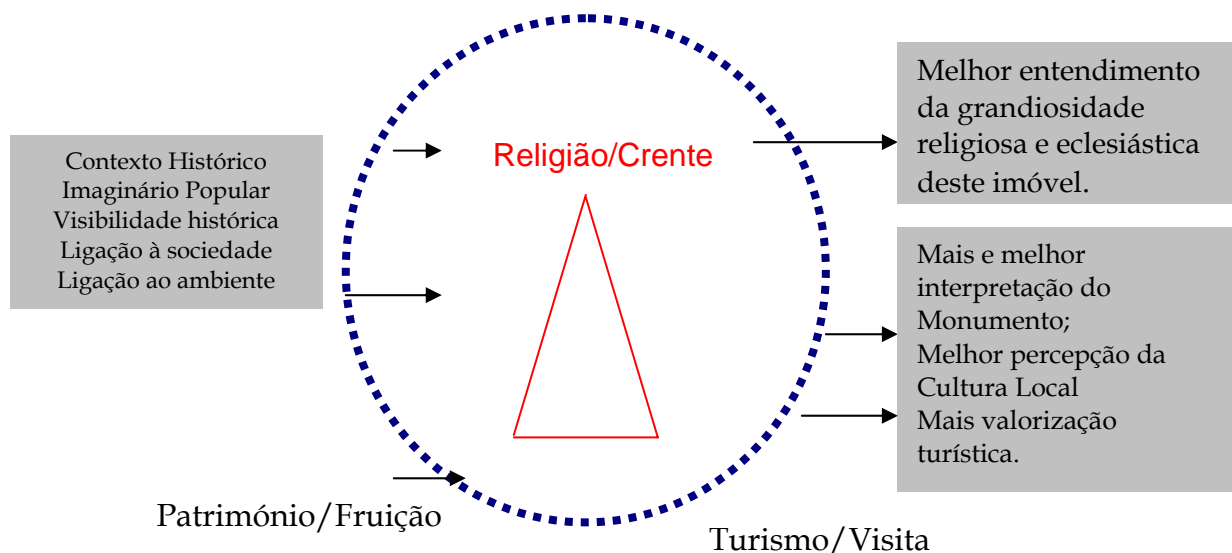 Contexto Histórico
Imaginário Popular
Visibilidade histórica
Ligação à sociedade
Ligação ao ambiente
Religião/Crente
Melhor entendimento
da grandiosidade
religiosa e eclesiástica
deste imóvel.
Mais e melhor
interpretação do
Monumento;
Melhor percepção da
Cultura Local
Mais valorização
turística.
Património/Fruição
Turismo/Visita